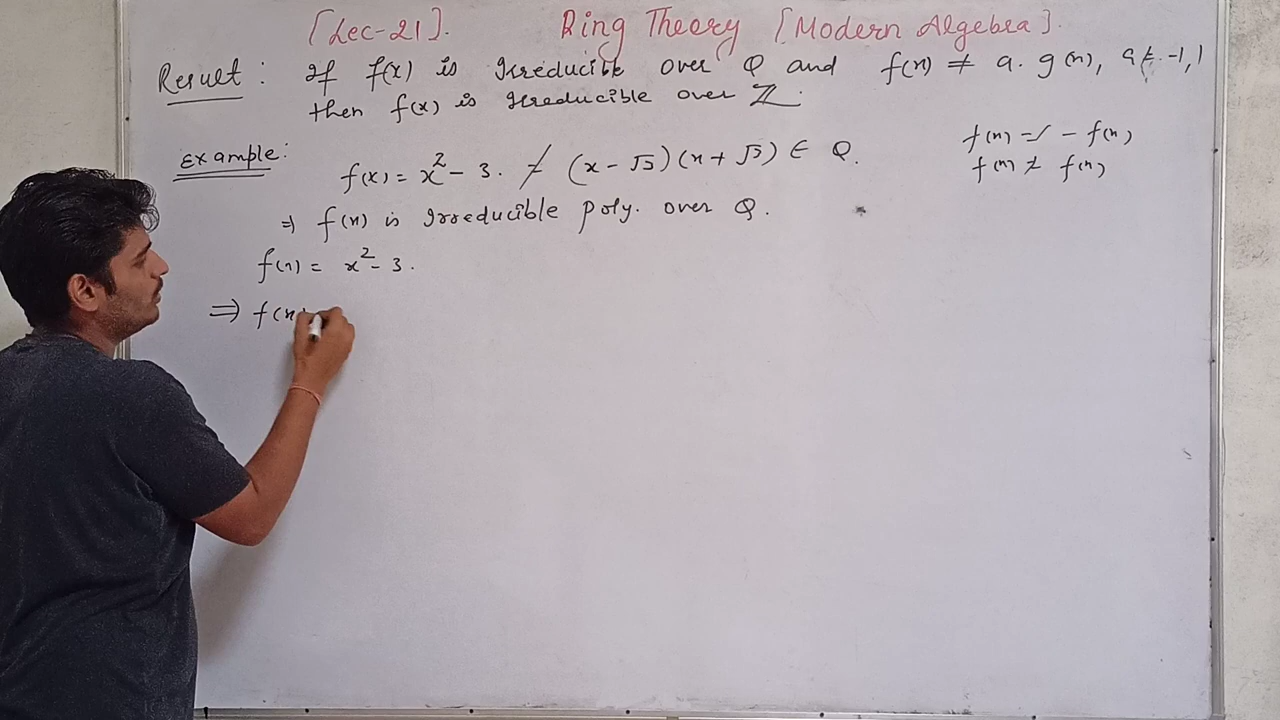 [Lec-21]. Ring Theory [Modern Algebra].
Result: If f(x) is Irreducible over Q and f(x) ≠ a. g(x), a ≠ -1, 1
then f(x) is Irreducible over ℤ.
Example: f(x) = x² - 3. ≠ (x - √3)(x + √3) ∈ Q.
f(x) = - f(x)
f(x) ≠ f(x)
⇒ f(x) is Irreducible poly. over Q.
f(x) = x² - 3.
⇒ f(x)